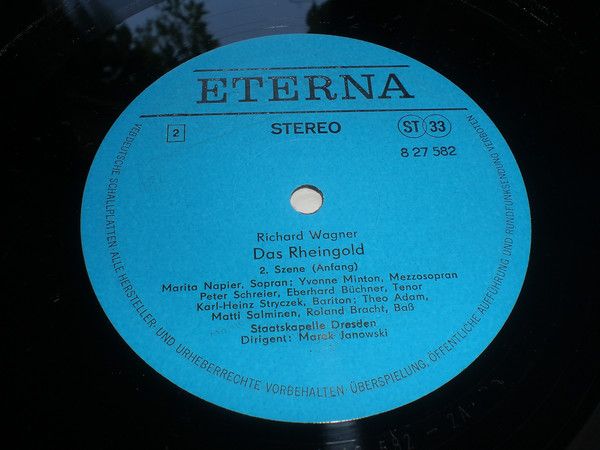 ETERNA
2
STEREO
ST 33
8 27 582
Richard Wagner
Das Rheingold
2. Szene (Anfang)
Marita Napier, Sopran; Yvonne Minton, Mezzosopran
Peter Schreier, Eberhard Büchner, Tenor
Karl-Heinz Stryczek, Bariton; Theo Adam,
Matti Salminen, Roland Bracht, Baß
Staatskapelle Dresden
Dirigent: Marek Janowski
VEB DEUTSCHE SCHALLPLATTEN · ALLE HERSTELLER- UND URHEBERRECHTE VORBEHALTEN · ÜBERSPIELUNG, ÖFFENTLICHE AUFFÜHRUNG UND RUNDFUNKSENDUNG VERBOTEN